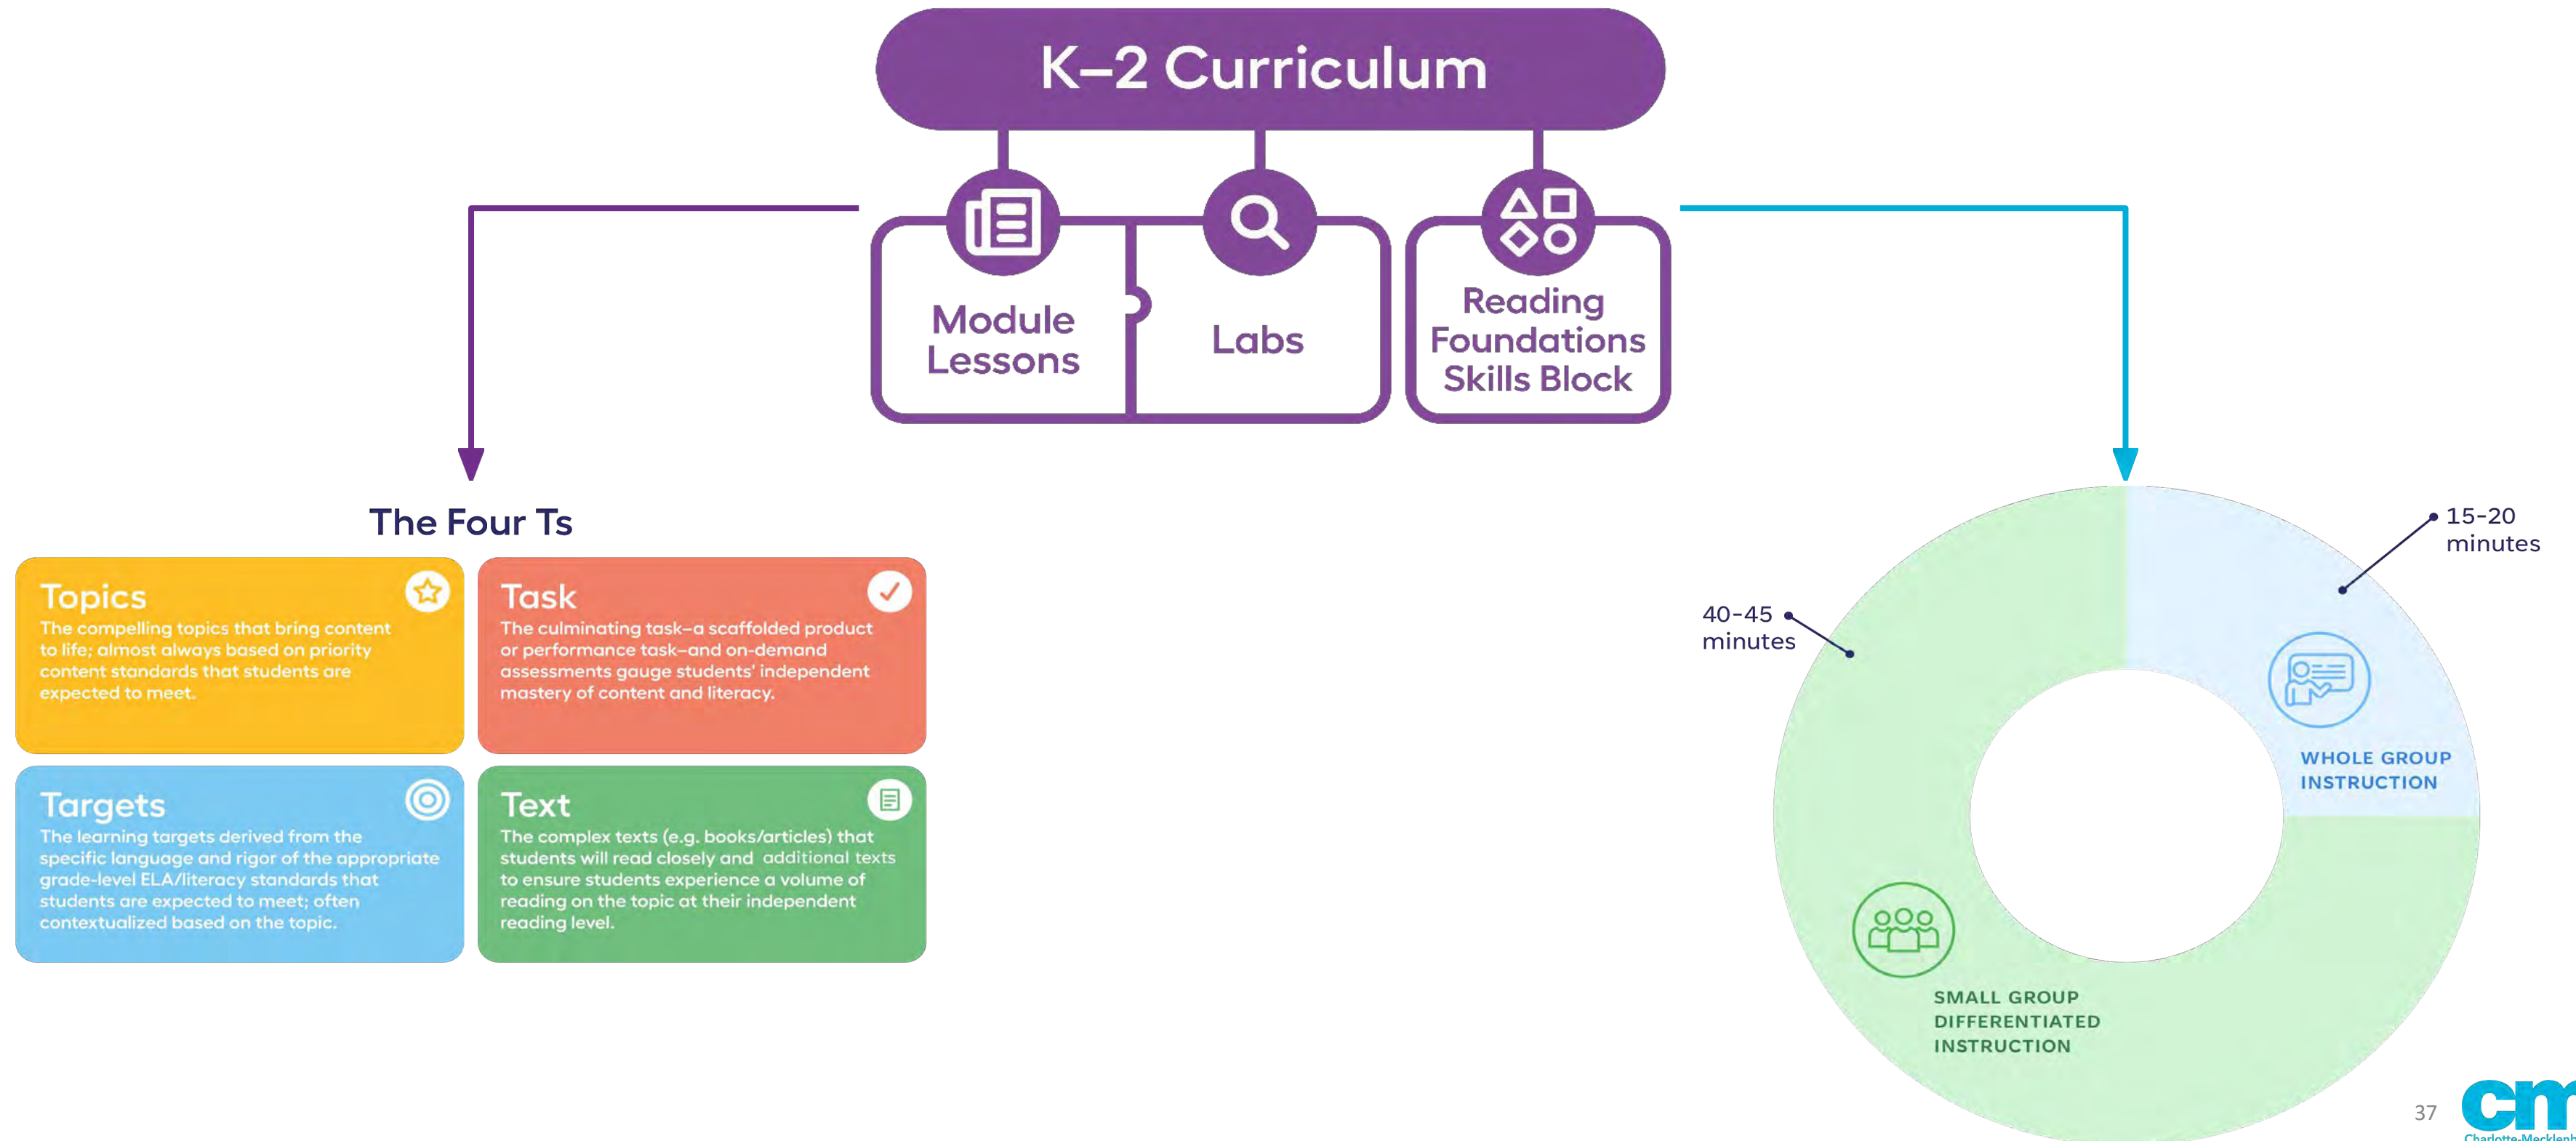 K–2 Curriculum
Module
Lessons
Labs
Reading
Foundations
Skills Block
The Four Ts
Topics
The compelling topics that bring content
to life; almost always based on priority
content standards that students are
expected to meet.
Task
The culminating task–a scaffolded product
or performance task–and on-demand
assessments gauge students' independent
mastery of content and literacy.
Targets
The learning targets derived from the
specific language and rigor of the appropriate
grade-level ELA/literacy standards that
students are expected to meet; often
contextualized based on the topic.
Text
The complex texts (e.g. books/articles) that
students will read closely and additional texts
to ensure students experience a volume of
reading on the topic at their independent
reading level.
15-20
minutes
40-45
minutes
WHOLE GROUP
INSTRUCTION
SMALL GROUP
DIFFERENTIATED
INSTRUCTION
37